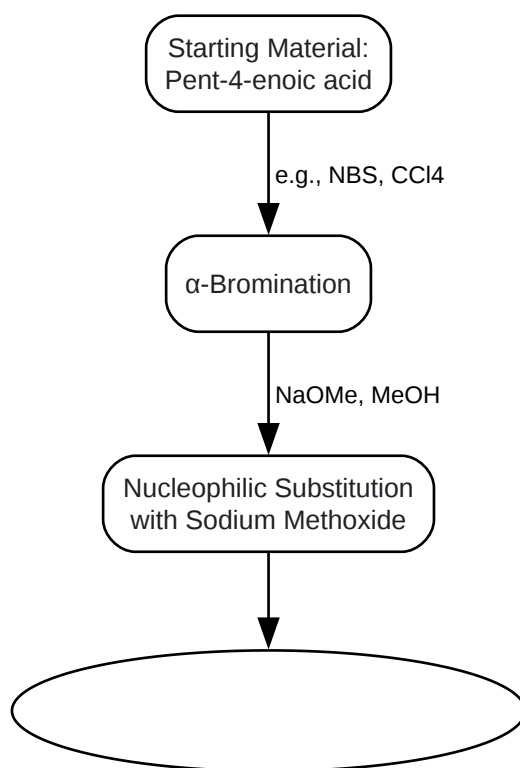 Starting Material:
Pent-4-enoic acid
e.g., NBS, CCl4
α-Bromination
NaOMe, MeOH
Nucleophilic Substitution
with Sodium Methoxide